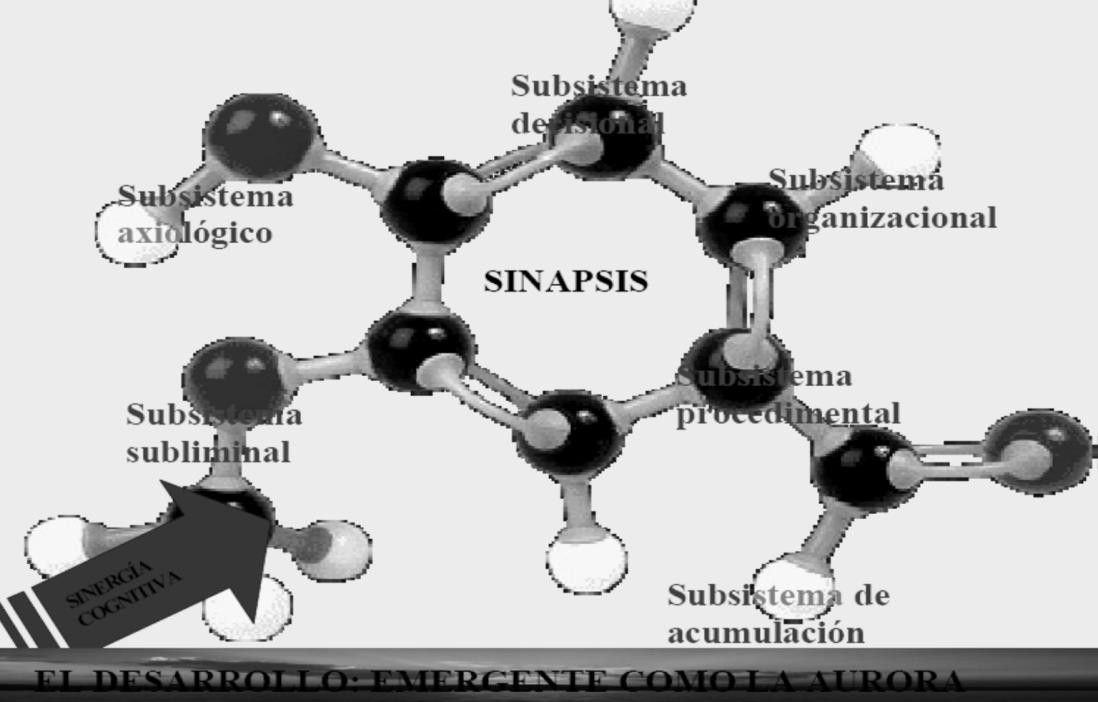 Subsistema
decisional
Subsistema
axiológico
Subsistema
organizacional
SINAPSIS
Subsistema
procedimental
Subsistema
subliminal
SINERGÍA
COGNITIVA
Subsistema de
acumulación
EL DESARROLLO: EMERGENTE COMO LA AURORA